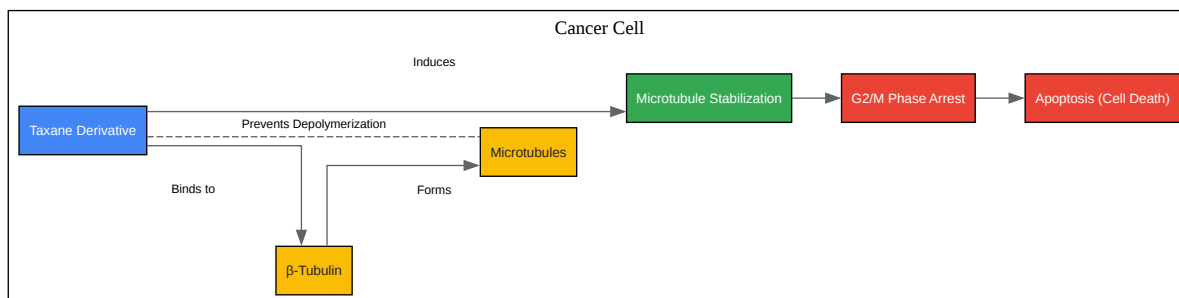 Cancer Cell
Induces
Microtubule Stabilization
G2/M Phase Arrest
Apoptosis (Cell Death)
Taxane Derivative
Prevents Depolymerization
Microtubules
Binds to
Forms
β-Tubulin